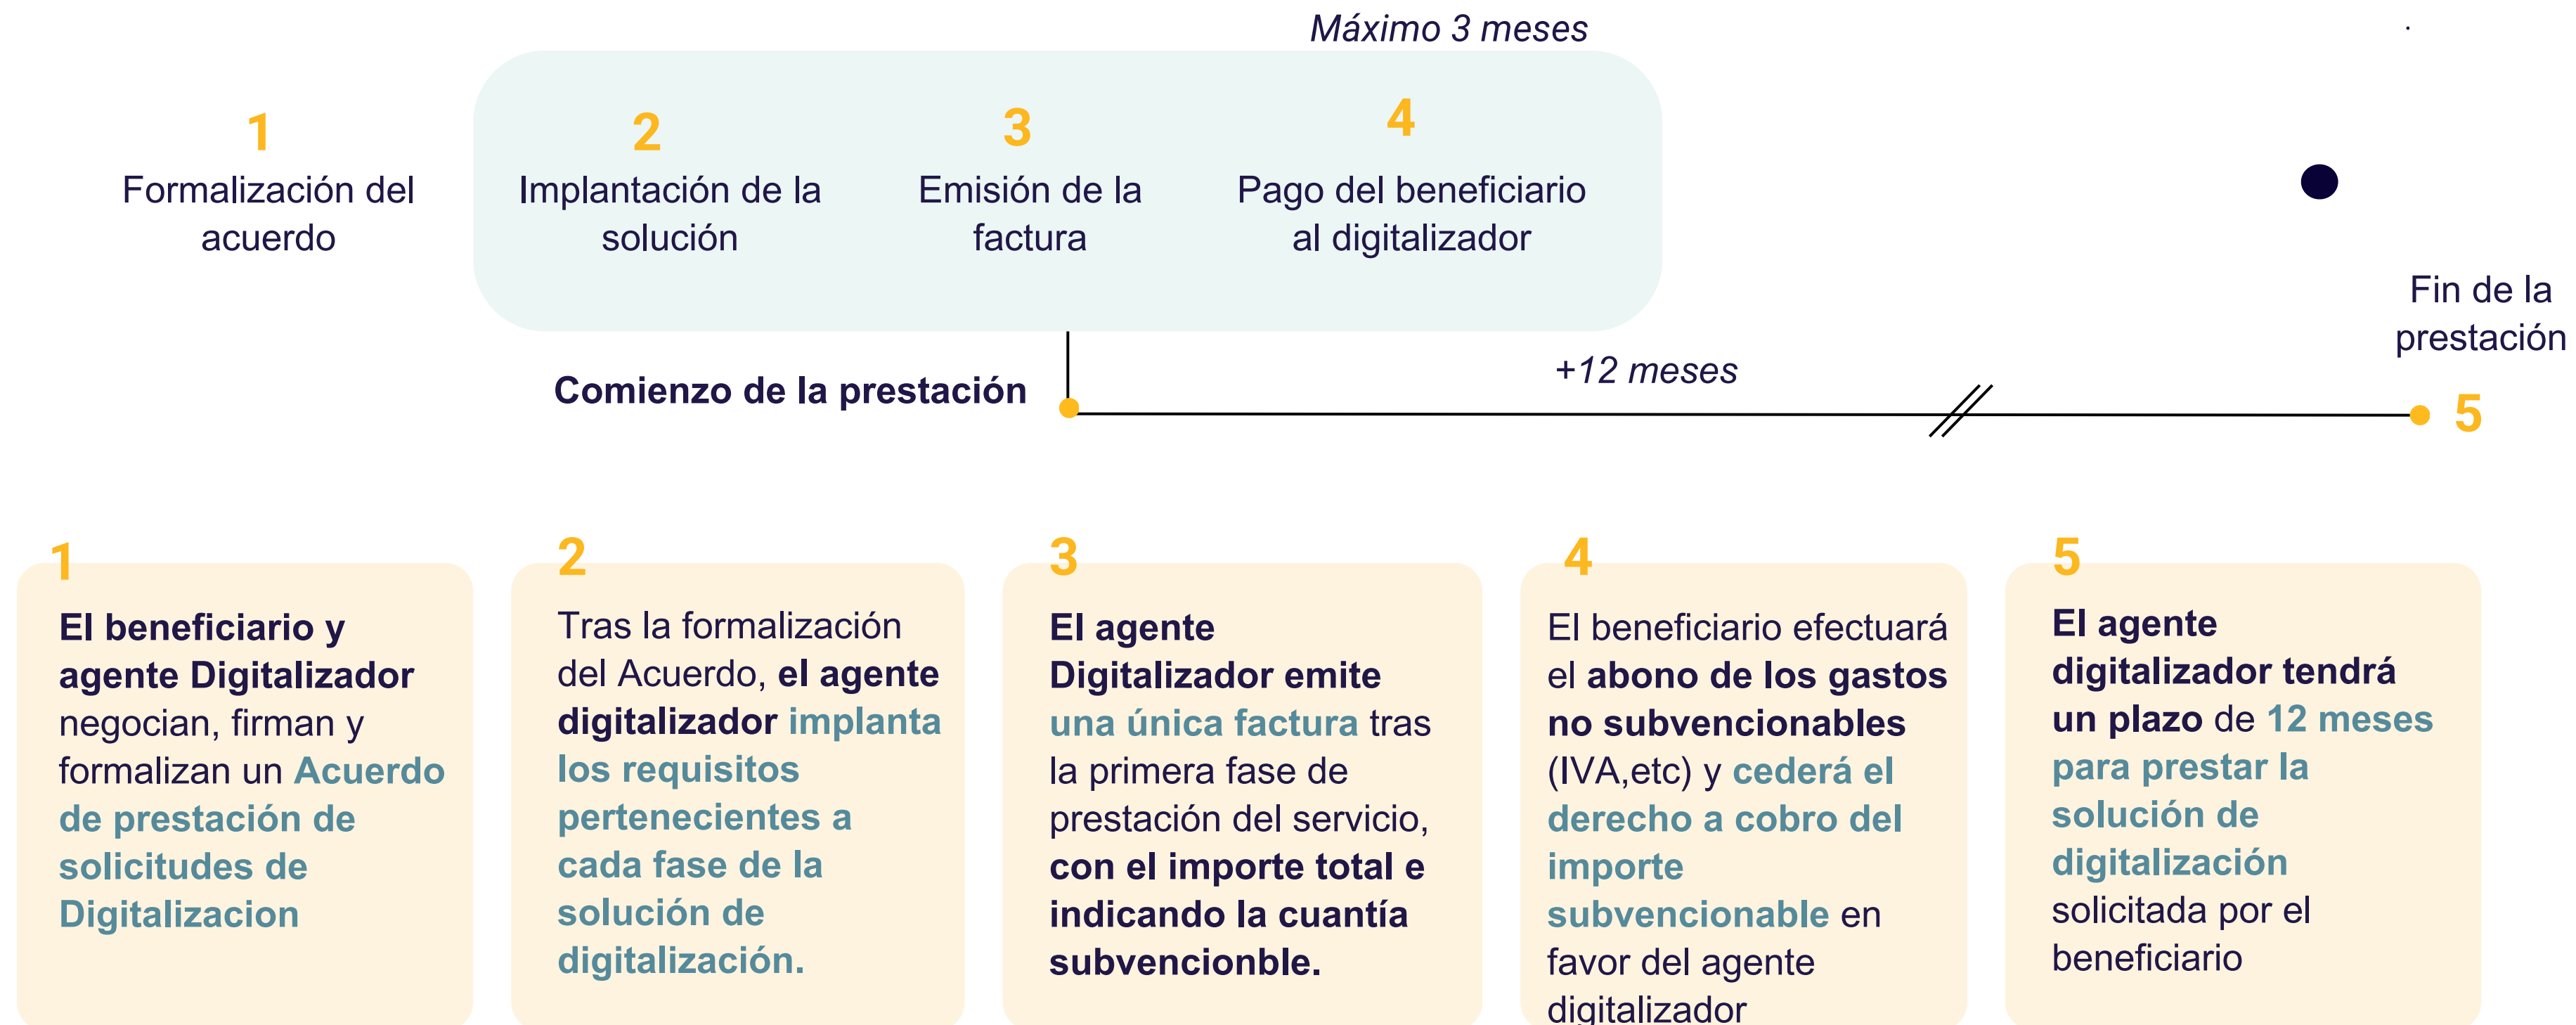 Máximo 3 meses
1
Formalización del
acuerdo
2
Implantación de la
solución
3
Emisión de la
factura
4
Pago del beneficiario
al digitalizador
Fin de la
prestación
Comienzo de la prestación
+12 meses
5
1
El beneficiario y
agente Digitalizador
negocian, firman y
formalizan un Acuerdo
de prestación de
solicitudes de
Digitalizacion
2
Tras la formalización
del Acuerdo, el agente
digitalizador implanta
los requisitos
pertenecientes a
cada fase de la
solución de
digitalización.
3
El agente
Digitalizador emite
una única factura tras
la primera fase de
prestación del servicio,
con el importe total e
indicando la cuantía
subvencionble.
4
El beneficiario efectuará
el abono de los gastos
no subvencionables
(IVA,etc) y cederá el
derecho a cobro del
importe
subvencionable en
favor del agente
digitalizador
5
El agente
digitalizador tendrá
un plazo de 12 meses
para prestar la
solución de
digitalización
solicitada por el
beneficiario